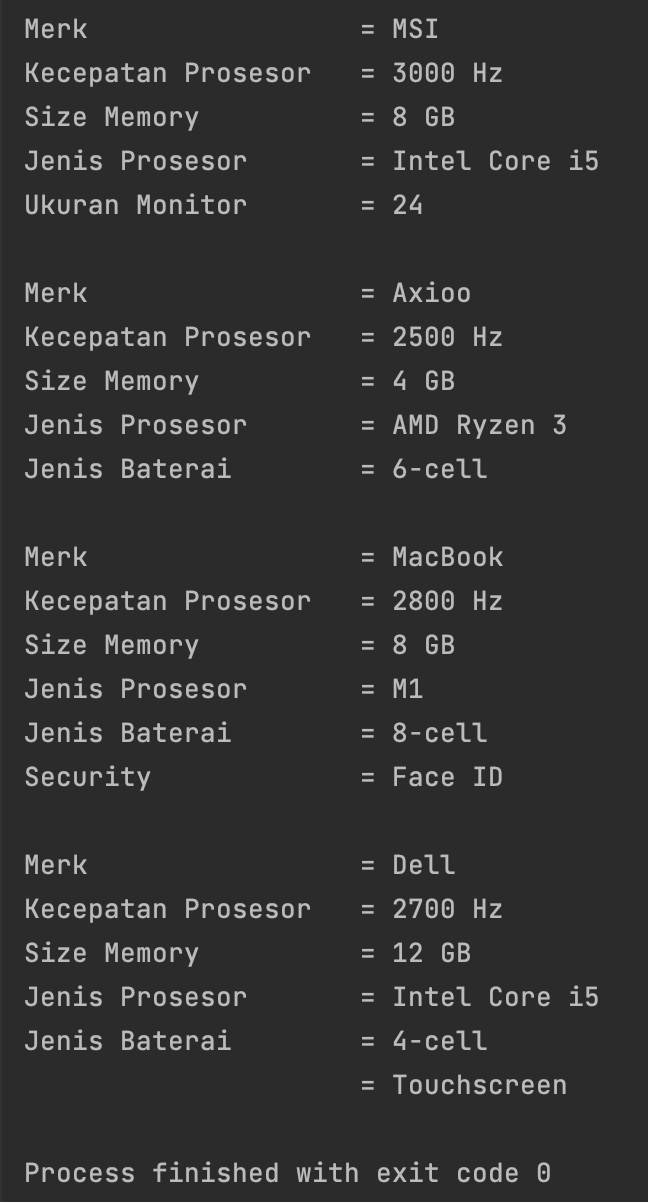 Merk = MSI
Kecepatan Prosesor = 3000 Hz
Size Memory = 8 GB
Jenis Prosesor = Intel Core i5
Ukuran Monitor = 24
Merk = Axioo
Kecepatan Prosesor = 2500 Hz
Size Memory = 4 GB
Jenis Prosesor = AMD Ryzen 3
Jenis Baterai = 6-cell
Merk = MacBook
Kecepatan Prosesor = 2800 Hz
Size Memory = 8 GB
Jenis Prosesor = M1
Jenis Baterai = 8-cell
Security = Face ID
Merk = Dell
Kecepatan Prosesor = 2700 Hz
Size Memory = 12 GB
Jenis Prosesor = Intel Core i5
Jenis Baterai = 4-cell
= Touchscreen
Process finished with exit code 0